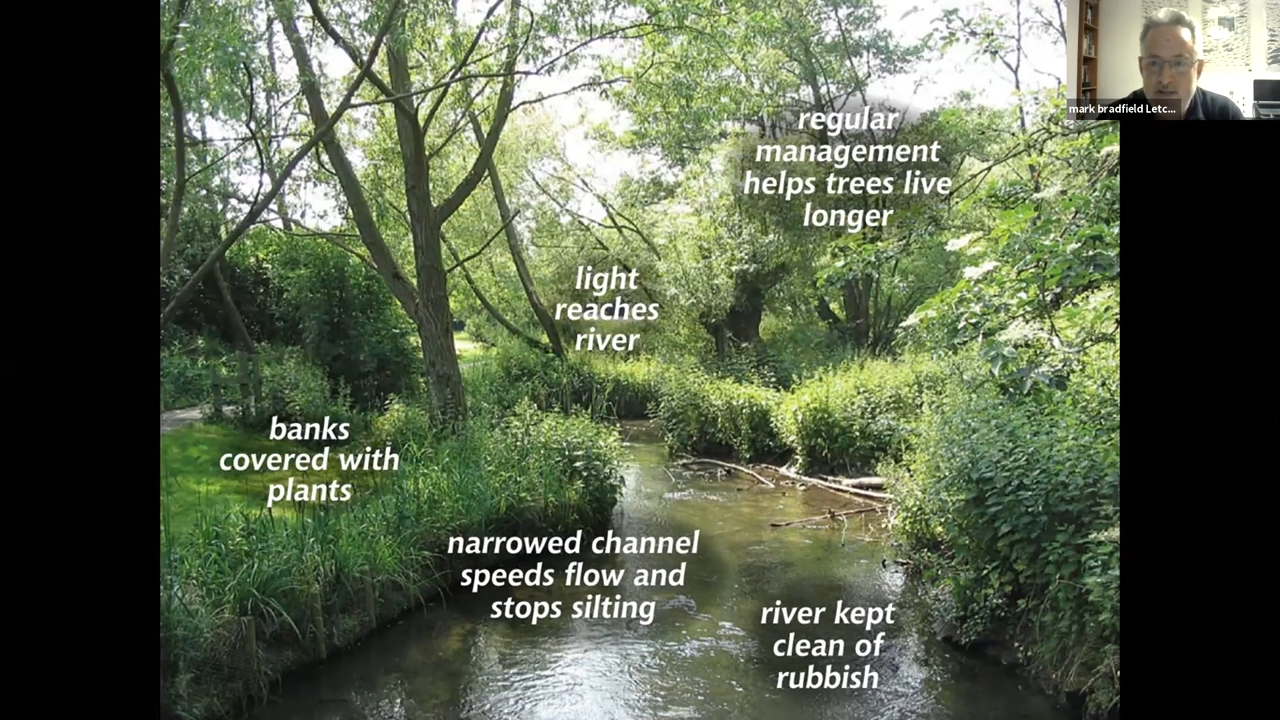 mark bradfield Letc...
regular
management
helps trees live
longer
light
reaches
river
banks
covered with
plants
narrowed channel
speeds flow and
stops silting
river kept
clean of
rubbish